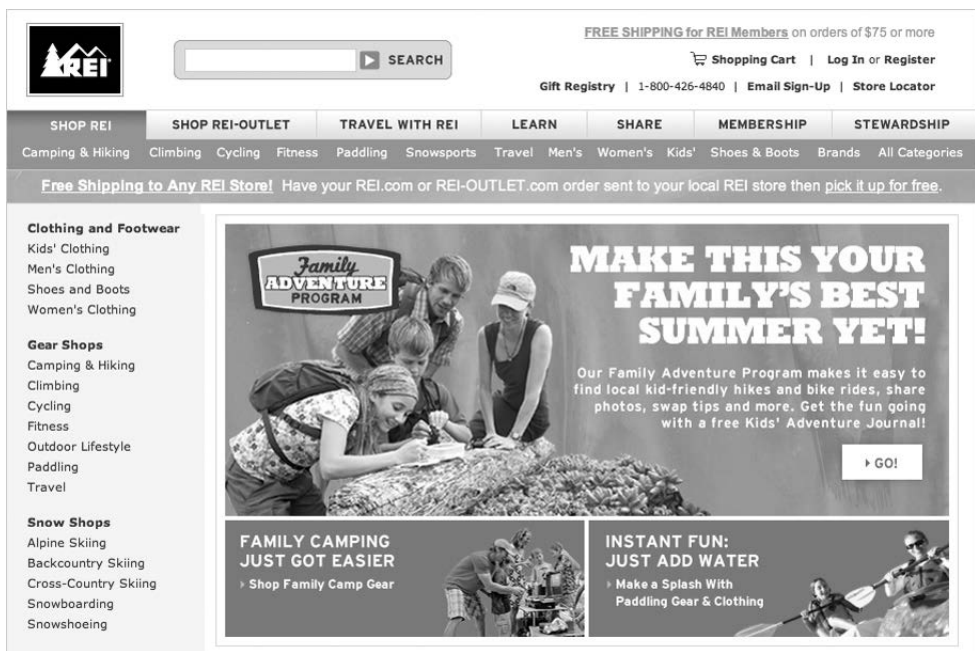 REI
SEARCH
FREE SHIPPING for REI Members on orders of $75 or more
Shopping Cart | Log In or Register
Gift Registry | 1-800-426-4840 | Email Sign-Up | Store Locator
SHOP REI SHOP REI-OUTLET TRAVEL WITH REI LEARN SHARE MEMBERSHIP STEWARDSHIP
Camping & Hiking Climbing Cycling Fitness Paddling Snowsports Travel Men's Women's Kids' Shoes & Boots Brands All Categories
Free Shipping to Any REI Store! Have your REI.com or REI-OUTLET.com order sent to your local REI store then pick it up for free.
Clothing and Footwear
Kids' Clothing
Men's Clothing
Shoes and Boots
Women's Clothing
Gear Shops
Camping & Hiking
Climbing
Cycling
Fitness
Outdoor Lifestyle
Paddling
Travel
Snow Shops
Alpine Skiing
Backcountry Skiing
Cross-Country Skiing
Snowboarding
Snowshoeing
Family
ADVENTURE
PROGRAM
MAKE THIS YOUR
FAMILY'S BEST
SUMMER YET!
Our Family Adventure Program makes it easy to
find local kid-friendly hikes and bike rides, share
photos, swap tips and more. Get the fun going
with a free Kids' Adventure Journal!
GO!
FAMILY CAMPING
JUST GOT EASIER
Shop Family Camp Gear
INSTANT FUN:
JUST ADD WATER
Make a Splash With
Paddling Gear & Clothing